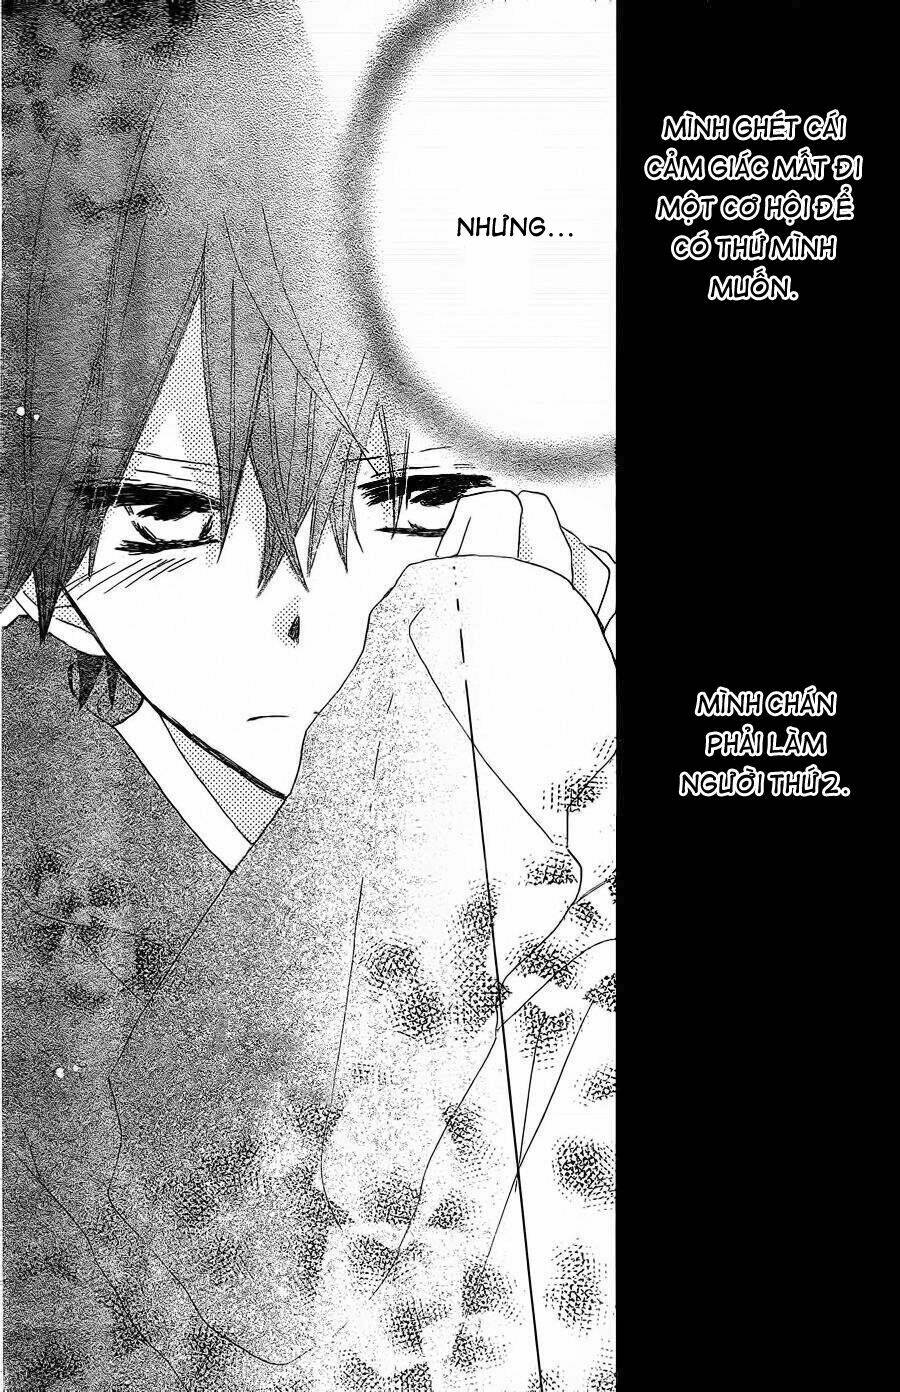 MÌNH GHÉT CÁI
CẢM GIÁC MẤT ĐI
MỘT CƠ HỘI ĐỂ
CÓ THỨ MÌNH
MUỐN.
NHƯNG...
MÌNH CHÁN
PHẢI LÀM
NGƯỜI THỨ 2.